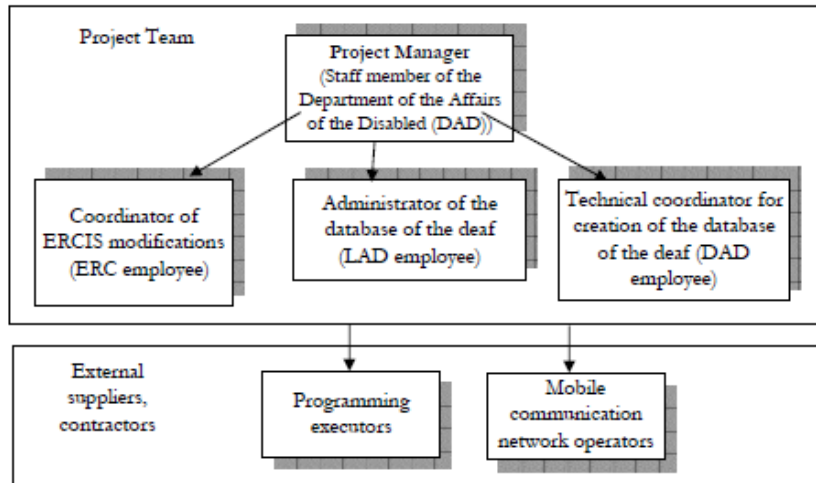 Project Team
Project Manager
(Staff member of the
Department of the Affairs
of the Disabled (DAD))
Coordinator of
ERCIS modifications
(ERC employee)
Administrator of the
database of the deaf
(LAD employee)
Technical coordinator for
creation of the database
of the deaf (DAD
employee)
External
suppliers,
contractors
Programming
executors
Mobile
communication
network operators